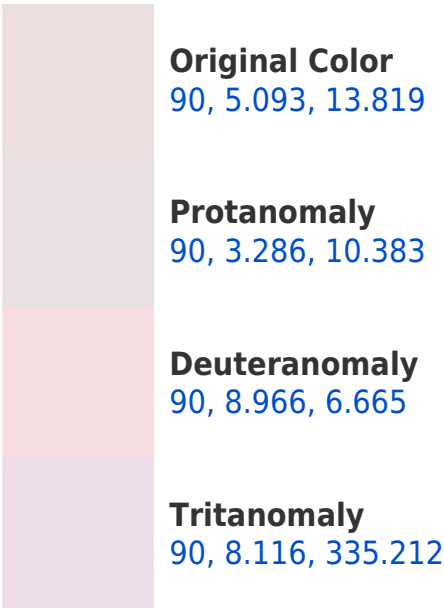 Original Color
90, 5.093, 13.819
Protanomaly
90, 3.286, 10.383
Deuteranomaly
90, 8.966, 6.665
Tritanomaly
90, 8.116, 335.212